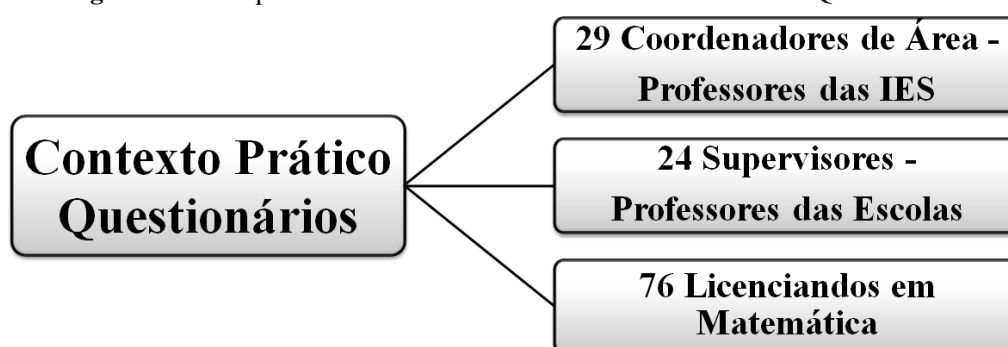 Contexto Prático
Questionários
29 Coordenadores de Área -
Professores das IES
24 Supervisores -
Professores das Escolas
76 Licenciandos em
Matemática